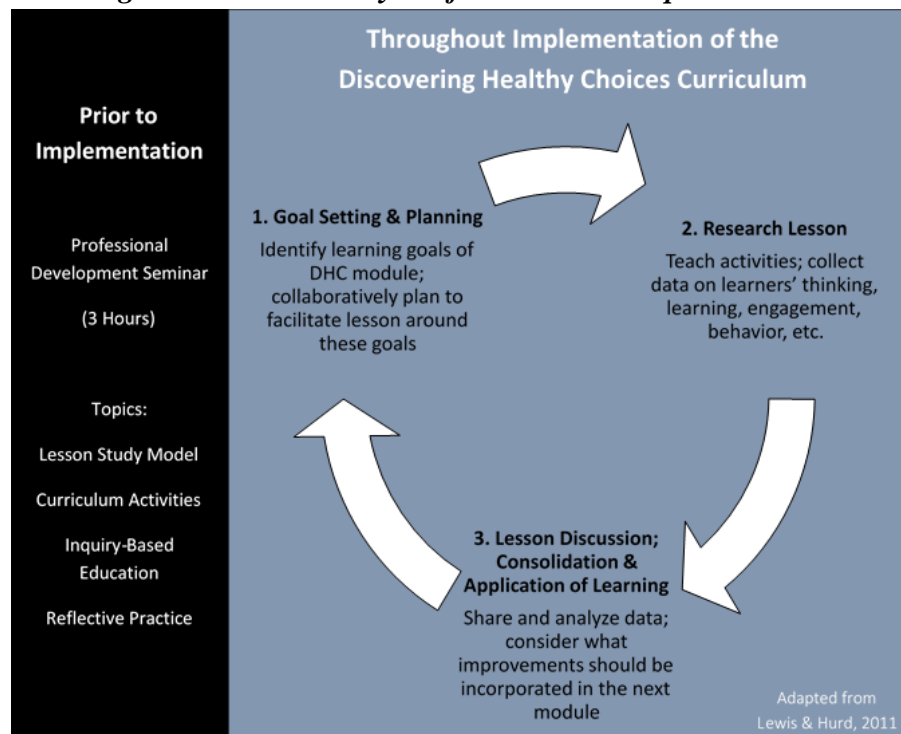 Prior to
Implementation
Professional
Development Seminar
(3 Hours)
Topics:
Lesson Study Model
Curriculum Activities
Inquiry-Based
Education
Reflective Practice
Throughout Implementation of the
Discovering Healthy Choices Curriculum
1. Goal Setting & Planning
Identify learning goals of
DHC module;
collaboratively plan to
facilitate lesson around
these goals
2. Research Lesson
Teach activities; collect
data on learners' thinking,
learning, engagement,
behavior, etc.
3. Lesson Discussion;
Consolidation &
Application of Learning
Share and analyze data;
consider what
improvements should be
incorporated in the next
module
Adapted from
Lewis & Hurd, 2011